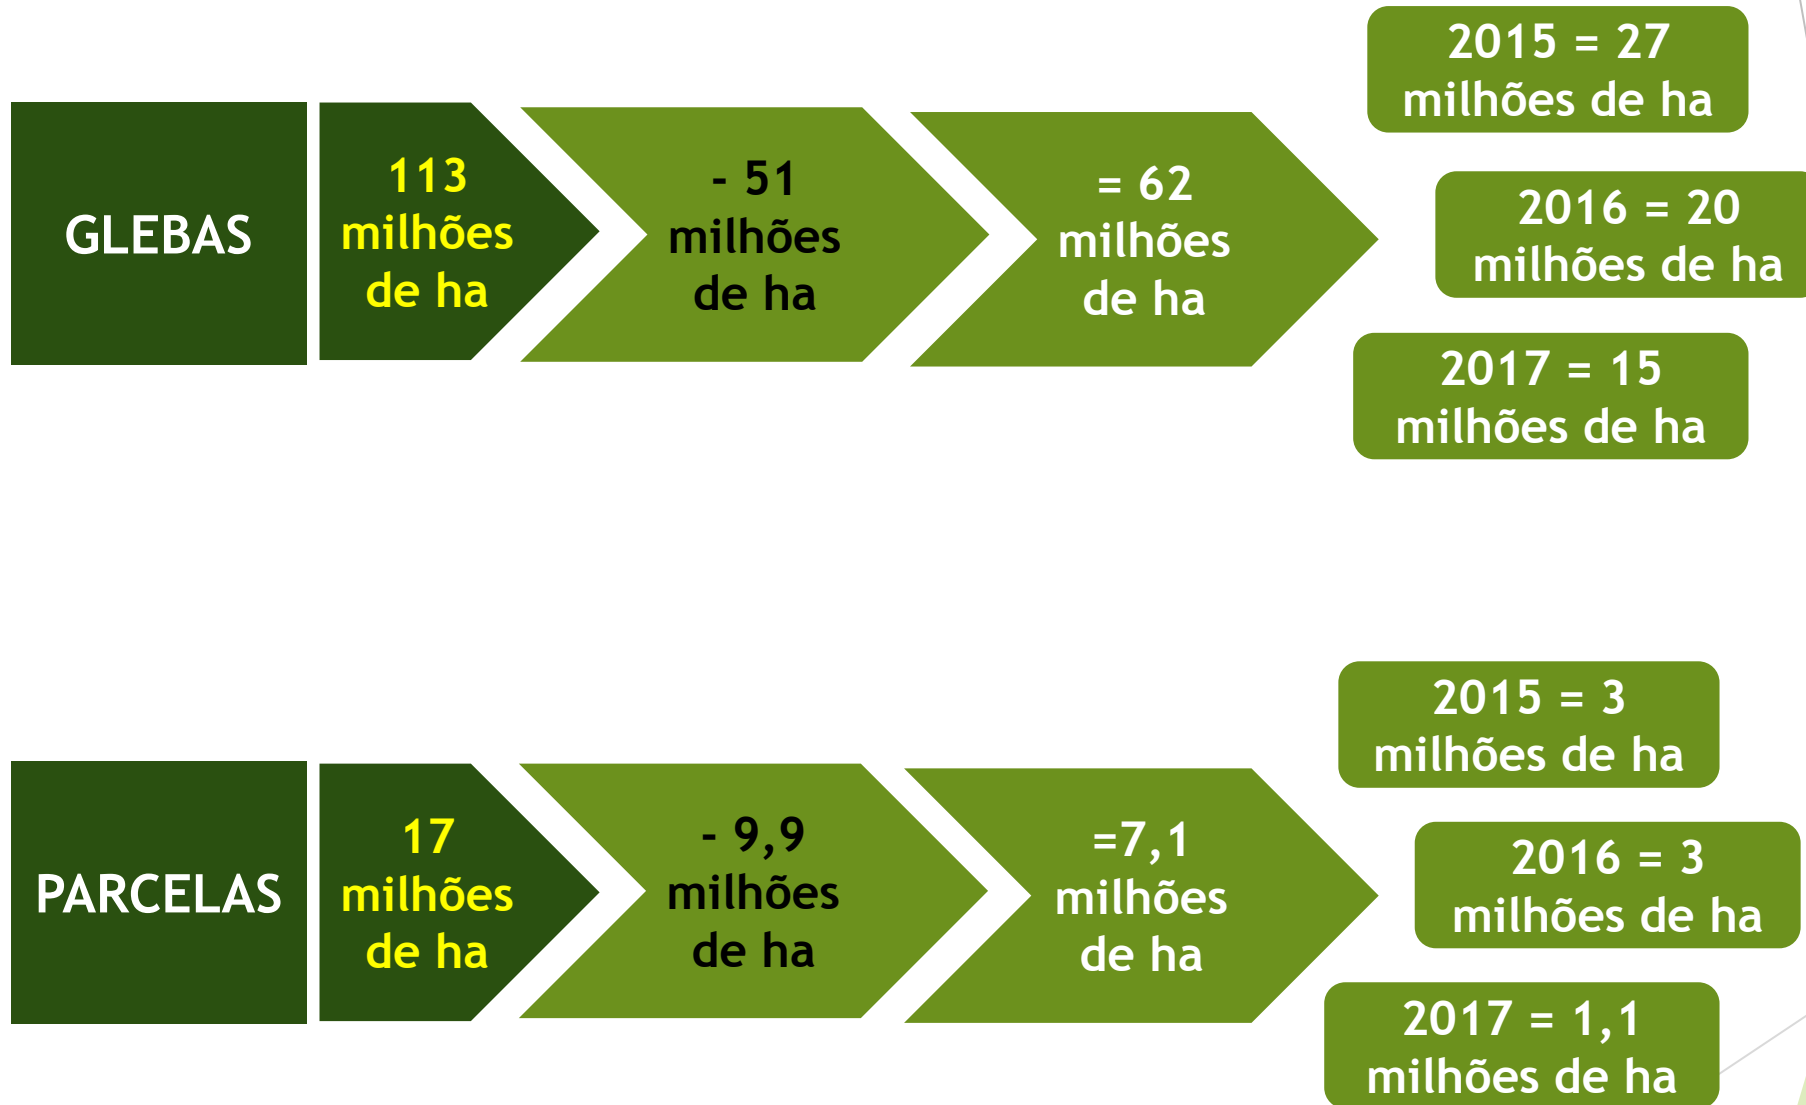 GLEBAS
113
milhões
de ha
- 51
milhões
de ha
= 62
milhões
de ha
2015 = 27
milhões de ha
2016 = 20
milhões de ha
2017 = 15
milhões de ha
PARCELAS
17
milhões
de ha
- 9,9
milhões
de ha
=7,1
milhões
de ha
2015 = 3
milhões de ha
2016 = 3
milhões de ha
2017 = 1,1
milhões de ha